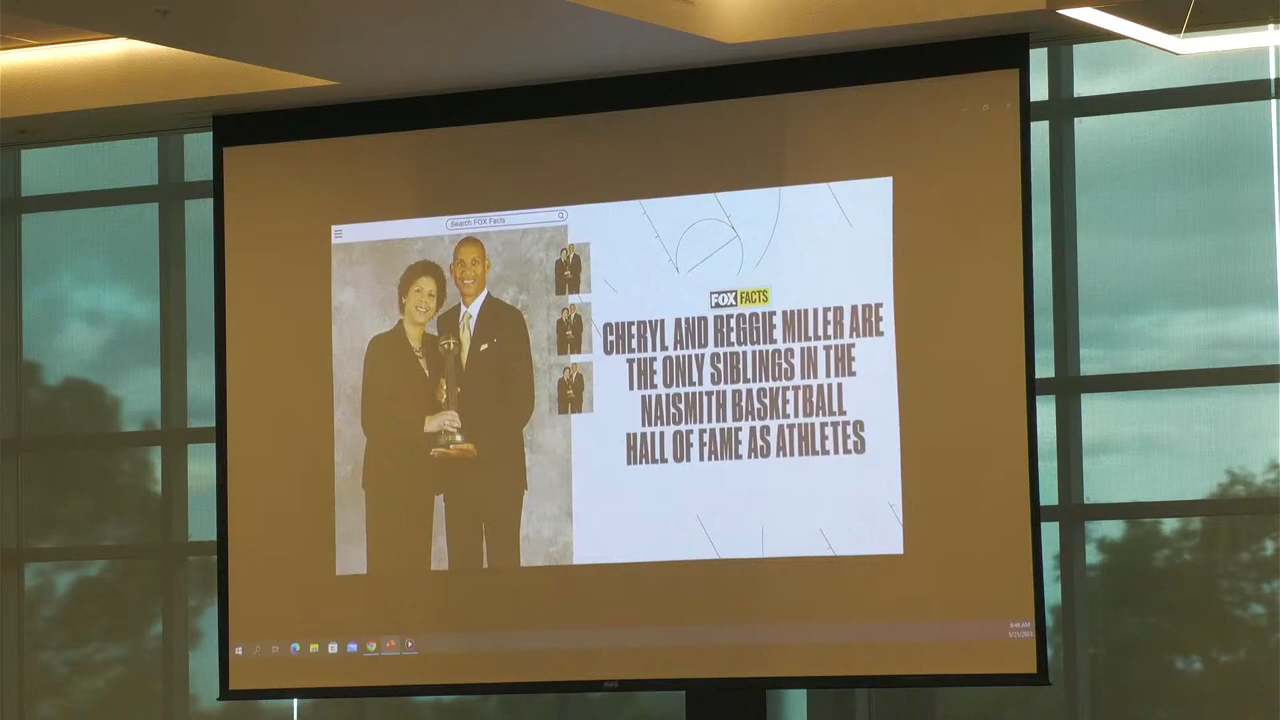 Search FOX Facts
FOX FACTS
CHERYL AND REGGIE MILLER ARE
THE ONLY SIBLINGS IN THE
NAISMITH BASKETBALL
HALL OF FAME AS ATHLETES